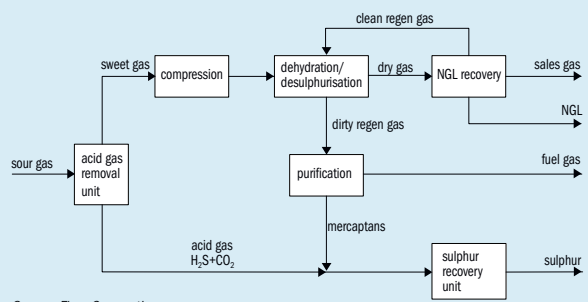 clean regen gas
sweet gas
compression
dehydration/
desulphurisation
dry gas
NGL recovery
sales gas
NGL
dirty regen gas
sour gas
acid gas
removal
unit
purification
fuel gas
mercaptans
acid gas
H₂S+CO₂
sulphur
recovery
unit
sulphur